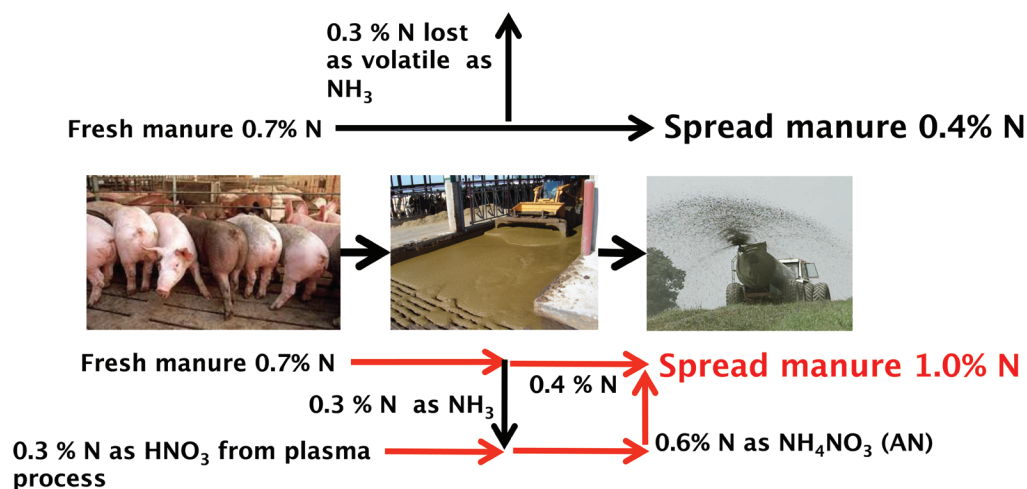 0.3 % N lost
as volatile as
NH₃
Fresh manure 0.7% N
Spread manure 0.4% N
Fresh manure 0.7% N
Spread manure 1.0% N
0.4 % N
0.3 % N as NH₃
0.3 % N as HNO₃ from plasma
process
0.6% N as NH₄NO₃ (AN)